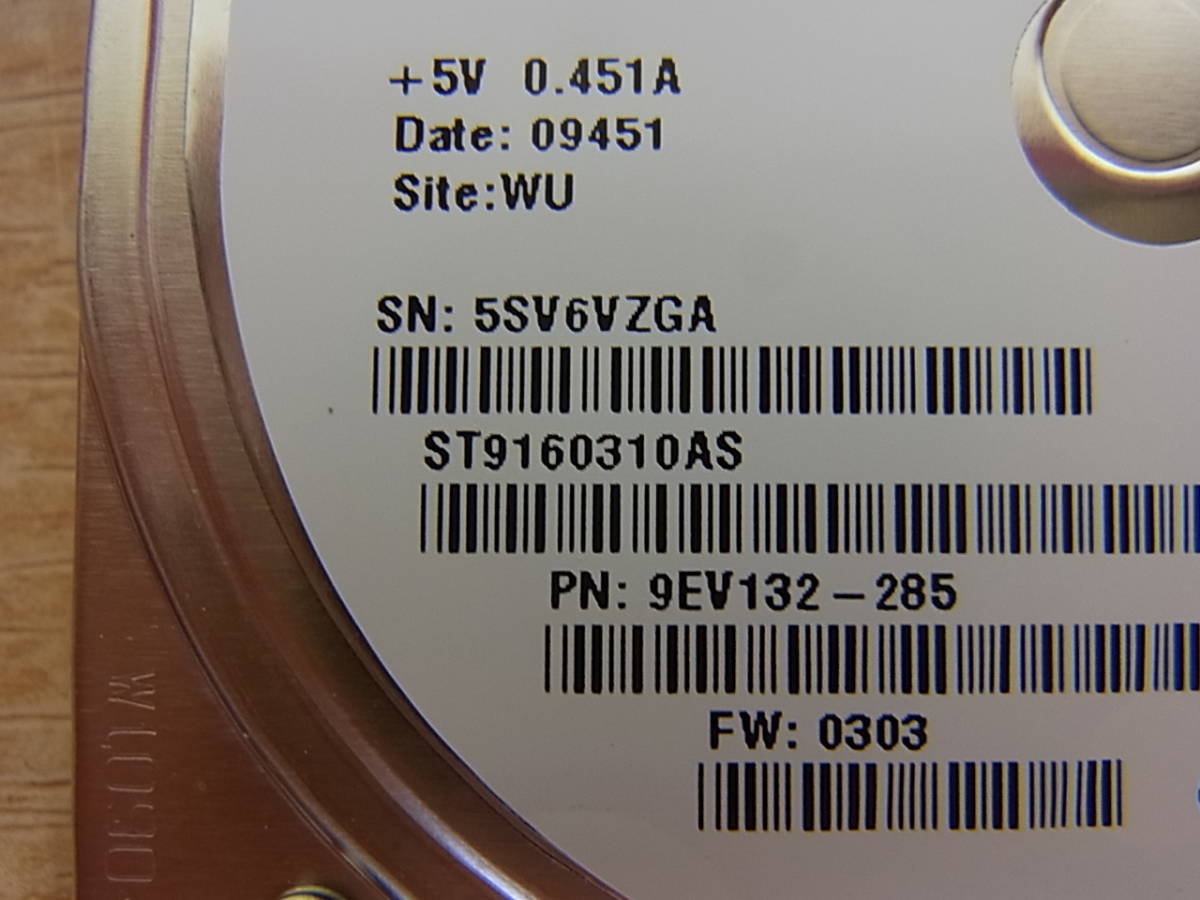 +5V 0.451A
Date: 09451
Site:WU
SN: 5SV6VZGA
ST9160310AS
PN: 9EV132-285
FW: 0303